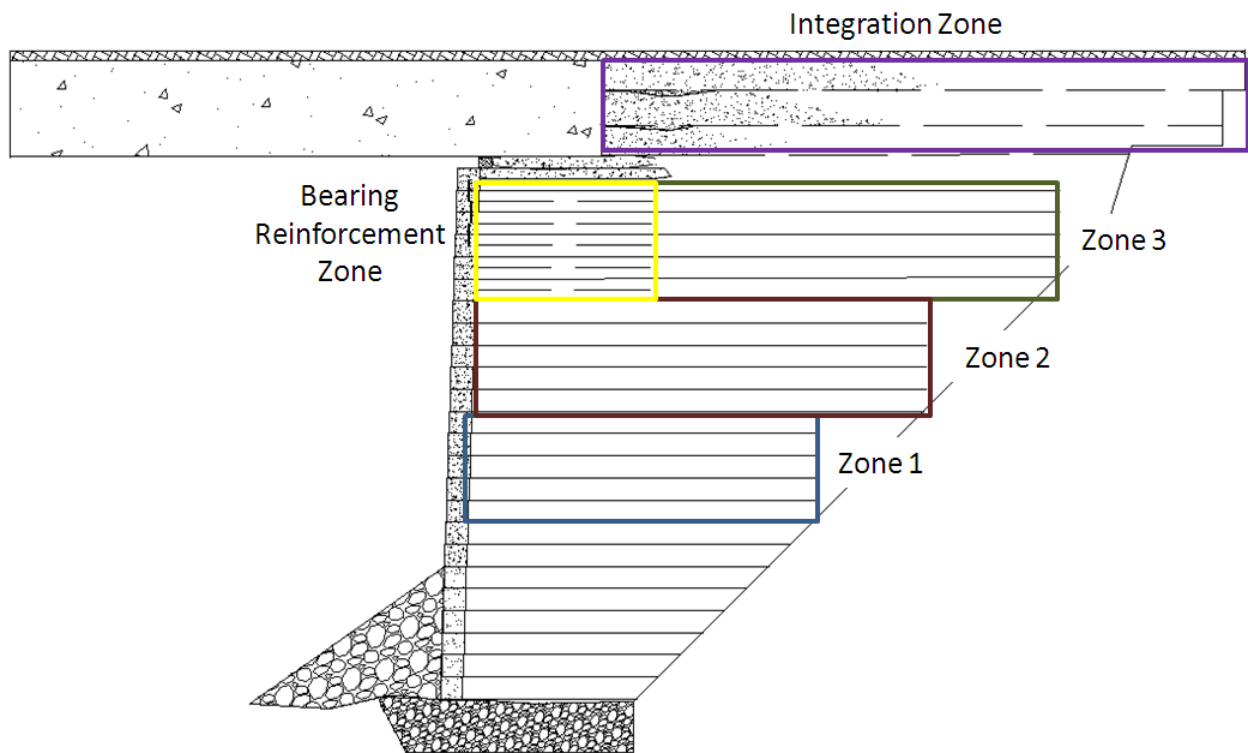 Integration Zone
Bearing
Reinforcement
Zone
Zone 3
Zone 2
Zone 1